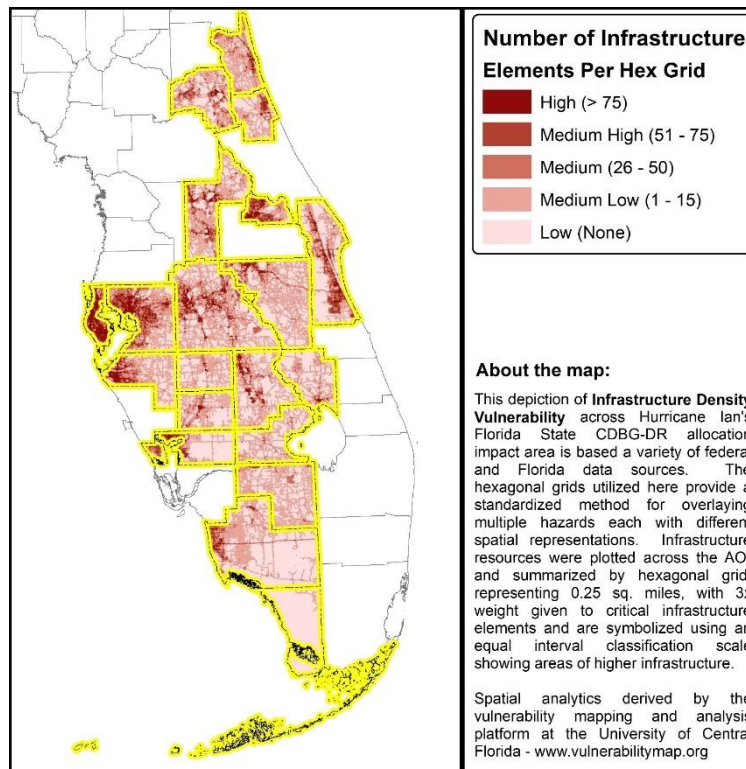 Number of Infrastructure
Elements Per Hex Grid
High (> 75)
Medium High (51 - 75)
Medium (26 - 50)
Medium Low (1 - 15)
Low (None)
About the map:
This depiction of Infrastructure Density
Vulnerability across Hurricane Ian's
Florida State CDBG-DR allocation
impact area is based a variety of federa
and Florida data sources. The
hexagonal grids utilized here provide a
standardized method for overlaying
multiple hazards each with differen
spatial representations. Infrastructure
resources were plotted across the AO
and summarized by hexagonal grid
representing 0.25 sq. miles, with 3x
weight given to critical infrastructure
elements and are symbolized using an
equal interval classification scale
showing areas of higher infrastructure.
Spatial analytics derived by the
vulnerability mapping and analysis
platform at the University of Centra
Florida - www.vulnerabilitymap.org